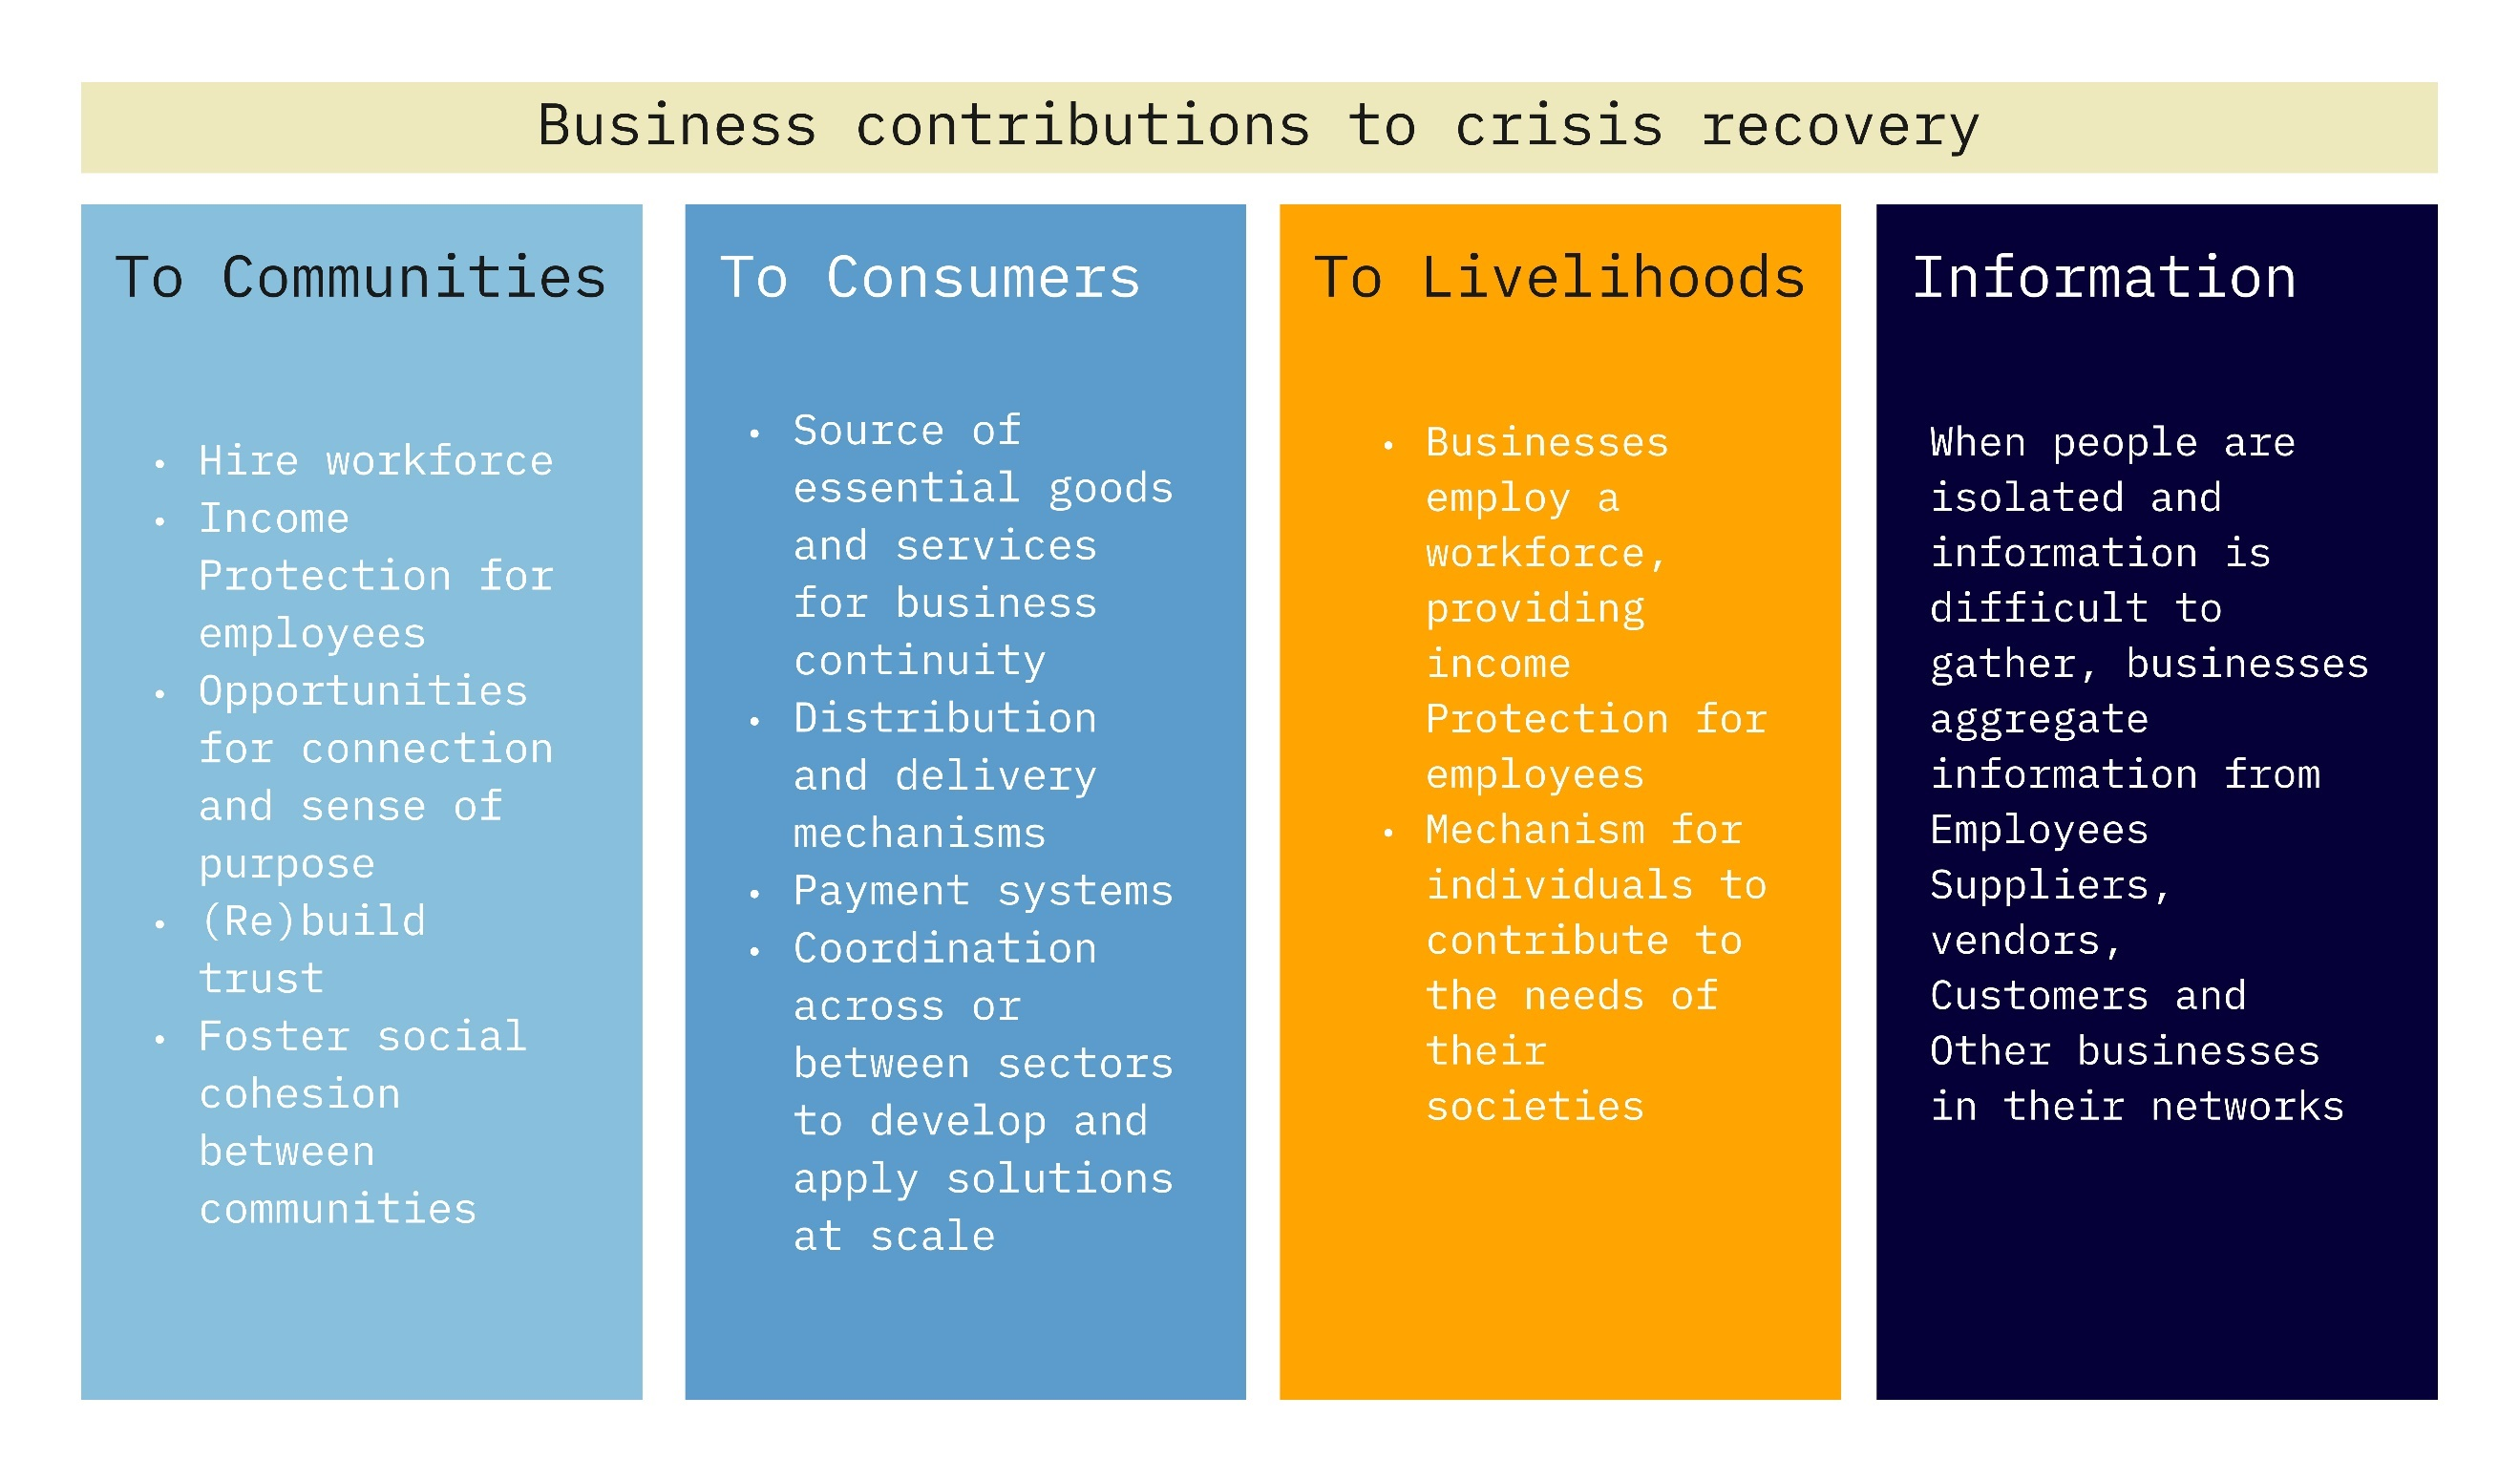 Business contributions to crisis recovery
To Communities
• Hire workforce
• Income
Protection for
employees
• Opportunities
for connection
and sense of
purpose
• (Re)build
trust
• Foster social
cohesion
between
communities
To Consumers
• Source of
essential goods
and services
for business
continuity
• Distribution
and delivery
mechanisms
• Payment systems
• Coordination
across or
between sectors
to develop and
apply solutions
at scale
To Livelihoods
• Businesses
employ a
workforce,
providing
income
Protection for
employees
• Mechanism for
individuals to
contribute to
the needs of
their
societies
Information
When people are
isolated and
information is
difficult to
gather, businesses
aggregate
information from
Employees
Suppliers,
vendors,
Customers and
Other businesses
in their networks